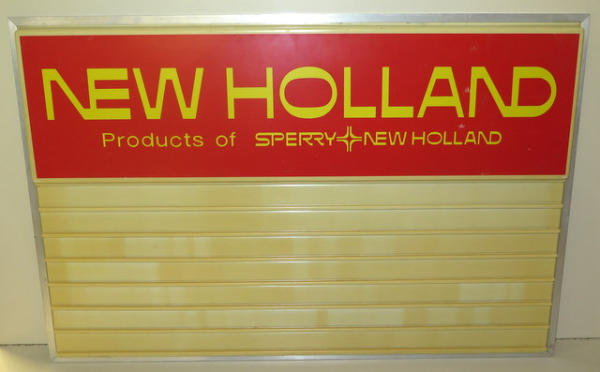 NEW HOLLAND
Products of SPERRY NEW HOLLAND